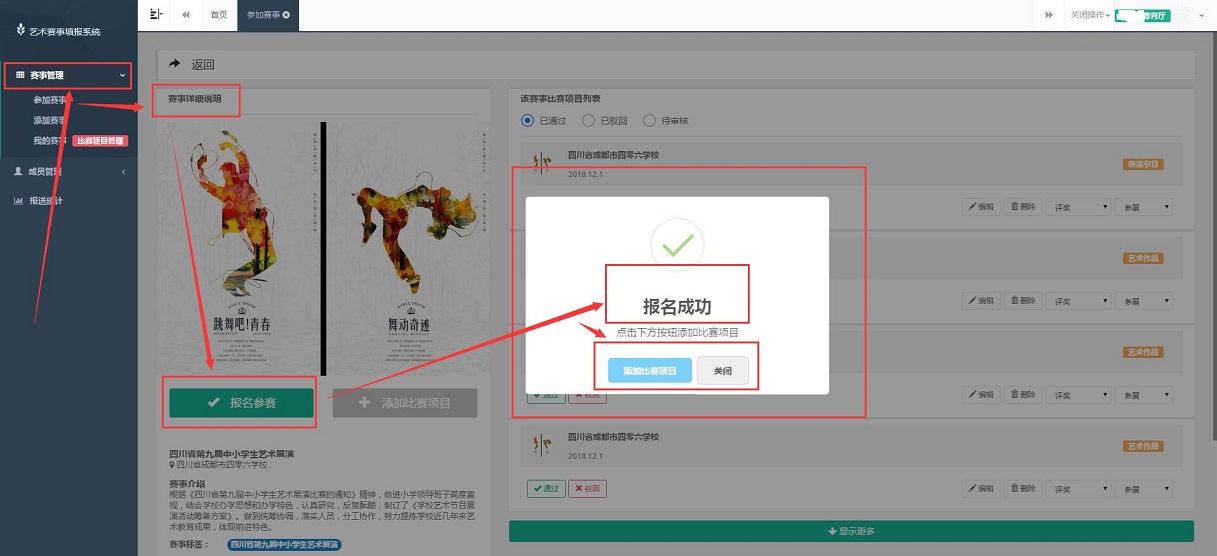 首页
参加赛事
关闭操作
教育厅
艺术赛事填报系统
赛事管理
参加赛事
添加赛事
我的赛事
比赛项目管理
成员管理
报送统计
返回
赛事详细说明
跳舞吧!青春
舞动奇迹
报名参赛
添加比赛项目
四川省第九届中小学生艺术展演
四川省成都市四零六学校
赛事介绍
根据《四川省第九届中小学生艺术展演比赛的通知》精神，前进小学领导班子高度重
视，结合学校办学思想和办学特色，认真研究，反复酝酿，制订了《学校艺术节目展
演活动筹备方案》。做到统筹协调，落实人员，分工协作，努力提炼学校近几年来艺
术教育成果，体现前进特色。
赛事标签：
四川省第九届中小学生艺术展演
该赛事比赛项目列表
已通过
已驳回
待审核
四川省成都市四零六学校
2018.12.1
表演节目
编辑
删除
评奖
参展
艺术作品
编辑
删除
评奖
参展
报名成功
点击下方按钮添加比赛项目
添加比赛项目
关闭
艺术作品
通过
驳回
编辑
删除
评奖
参展
四川省成都市四零六学校
2018.12.1
艺术作品
通过
驳回
编辑
删除
评奖
参展
显示更多